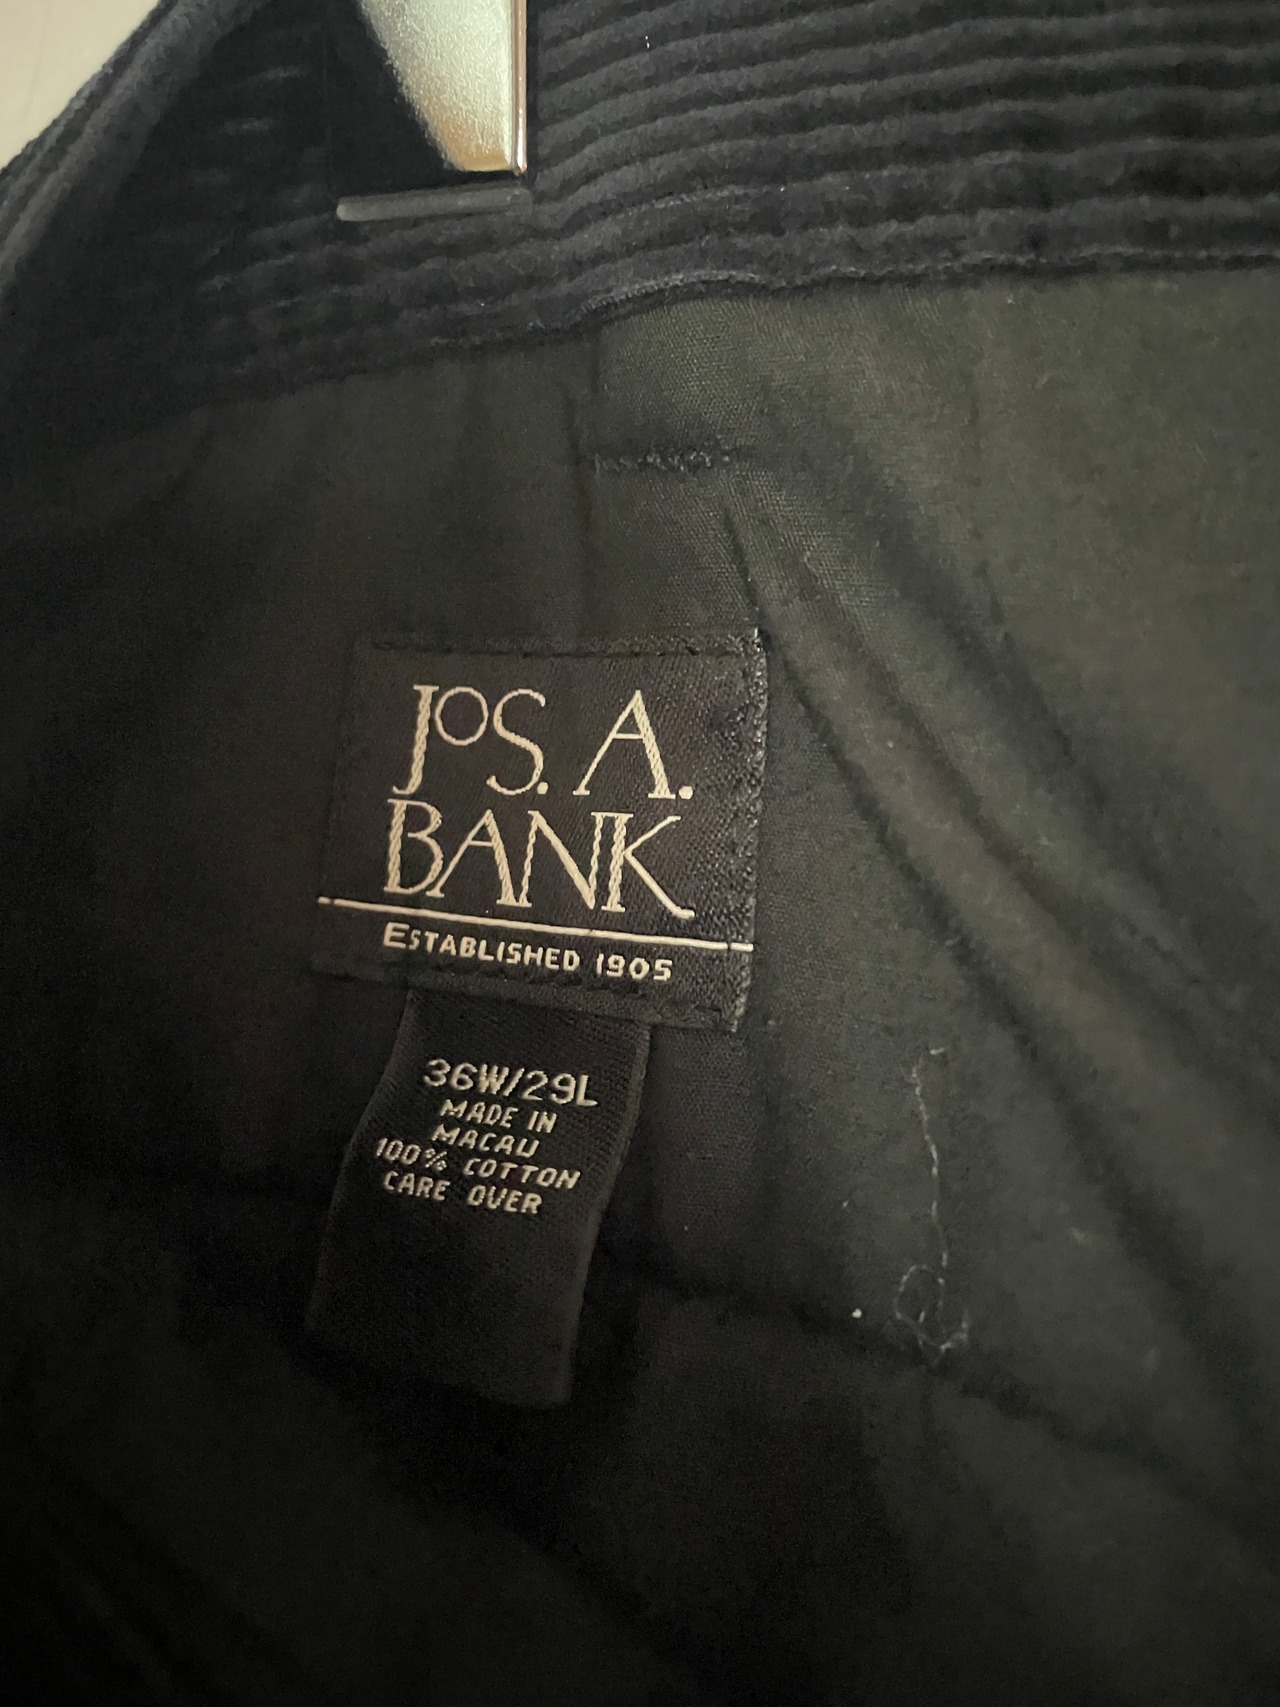 JOS. A.
BANK
ESTABLISHED 1905
36W/29L
MADE IN
MACAU
100% COTTON
CARE OVER